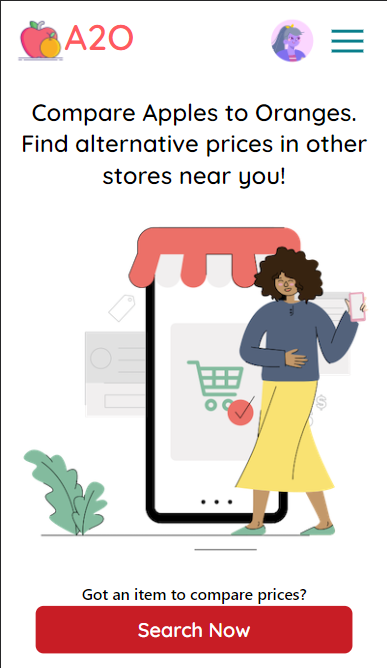 A2O
Compare Apples to Oranges.
Find alternative prices in other
stores near you!
$
Got an item to compare prices?
Search Now